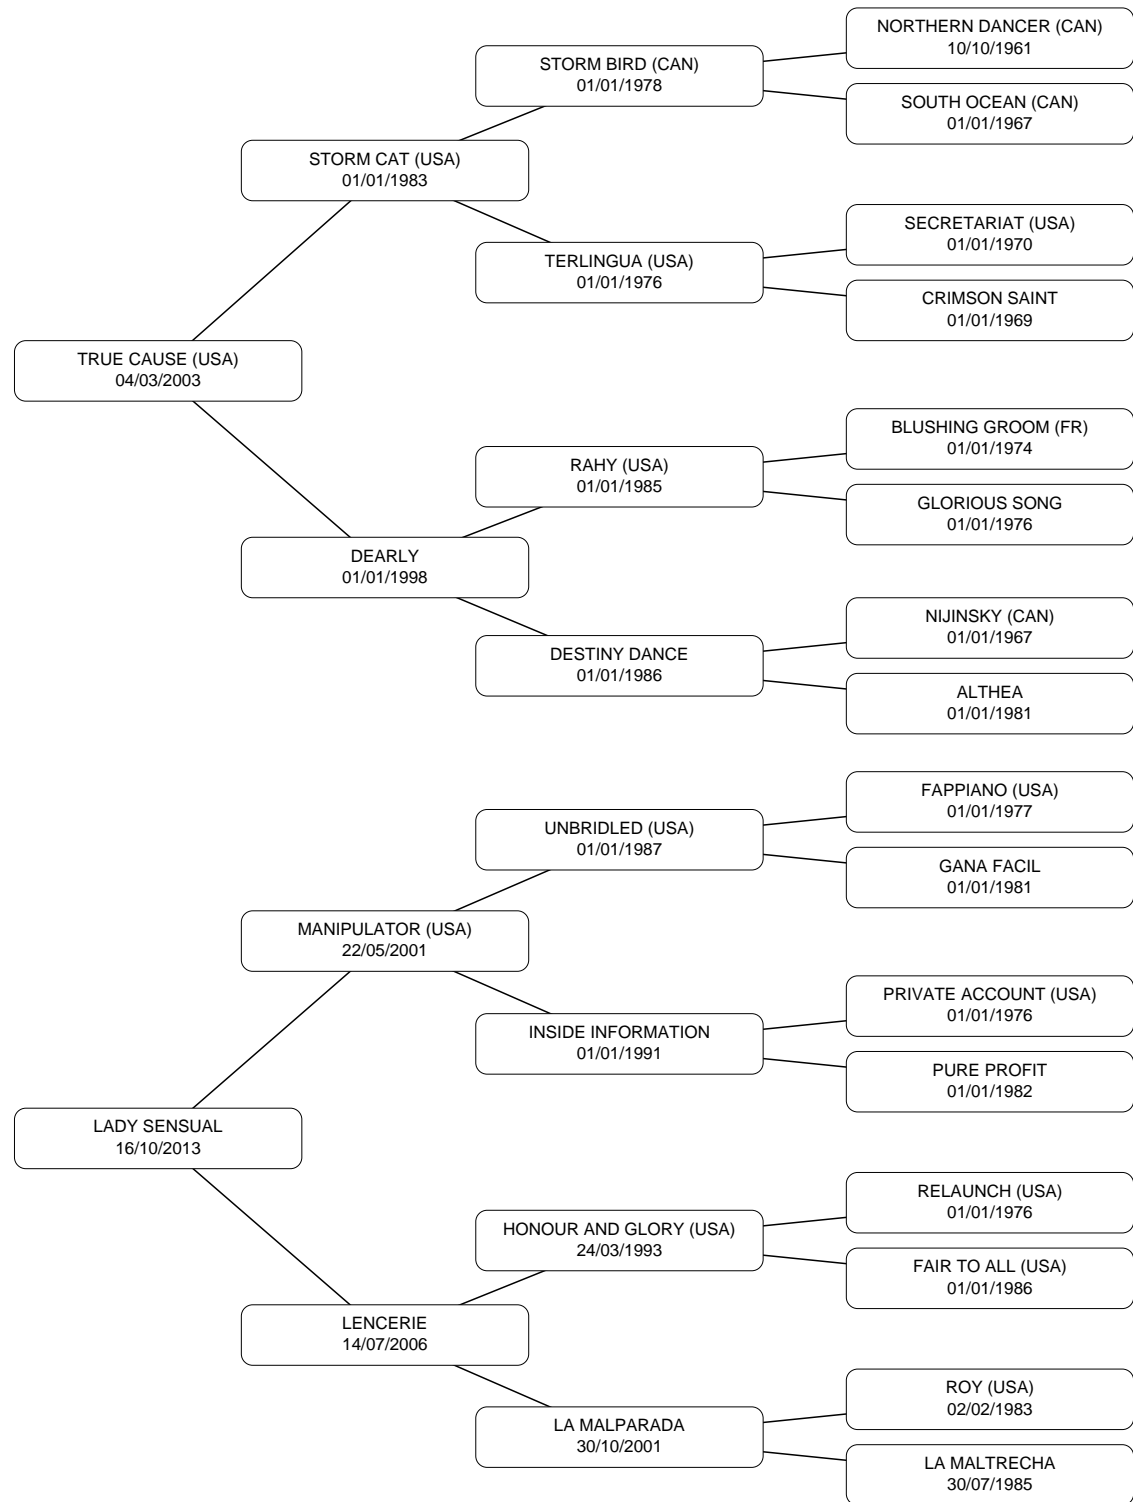 NORTHERN DANCER (CAN)
10/10/1961
STORM BIRD (CAN)
01/01/1978
SOUTH OCEAN (CAN)
01/01/1967
STORM CAT (USA)
01/01/1983
SECRETARIAT (USA)
01/01/1970
TERLINGUA (USA)
01/01/1976
CRIMSON SAINT
01/01/1969
TRUE CAUSE (USA)
04/03/2003
BLUSHING GROOM (FR)
01/01/1974
RAHY (USA)
01/01/1985
GLORIOUS SONG
01/01/1976
DEARLY
01/01/1998
NIJINSKY (CAN)
01/01/1967
DESTINY DANCE
01/01/1986
ALTHEA
01/01/1981
FAPPIANO (USA)
01/01/1977
UNBRIDLED (USA)
01/01/1987
GANA FACIL
01/01/1981
MANIPULATOR (USA)
22/05/2001
PRIVATE ACCOUNT (USA)
01/01/1976
INSIDE INFORMATION
01/01/1991
PURE PROFIT
01/01/1982
LADY SENSUAL
16/10/2013
RELAUNCH (USA)
01/01/1976
HONOUR AND GLORY (USA)
24/03/1993
FAIR TO ALL (USA)
01/01/1986
LENCERIE
14/07/2006
ROY (USA)
02/02/1983
LA MALPARADA
30/10/2001
LA MALTRECHA
30/07/1985